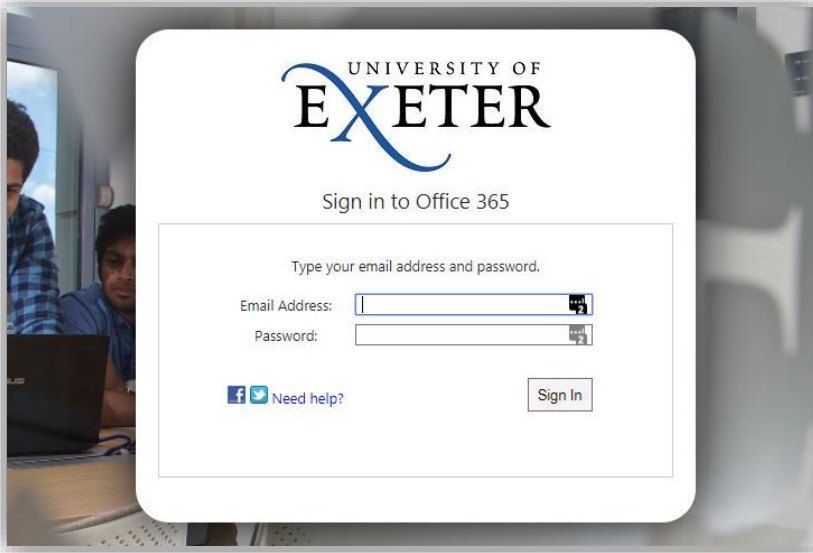 UNIVERSITY OF
EXETER
Sign in to Office 365
Type your email address and password.
Email Address:
Password:
Need help?
Sign In